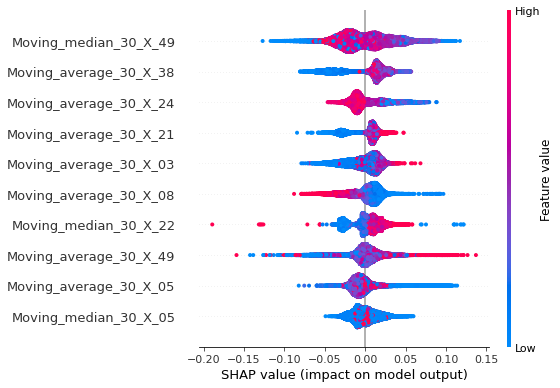 High
Moving_median_30_X_49
Moving_average_30_X_38
Moving_average_30_X_24
Moving_average_30_X_21
Moving_average_30_X_03
Moving_average_30_X_08
Moving_median_30_X_22
Moving_average_30_X_49
Moving_average_30_X_05
Moving_median_30_X_05
Feature value
Low
−0.20 −0.15 −0.10 −0.05 0.00 0.05 0.10 0.15
SHAP value (impact on model output)